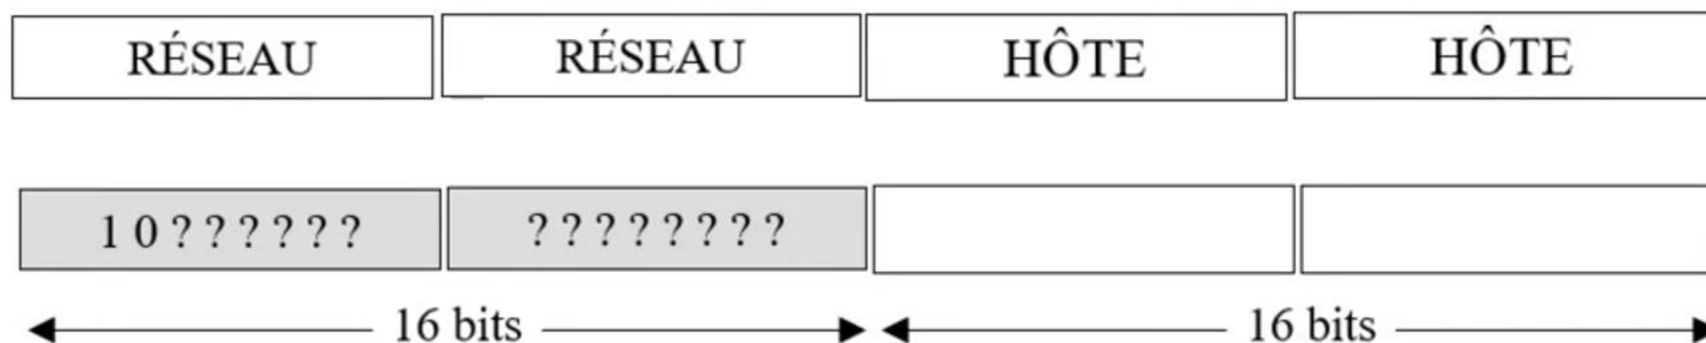 RÉSEAU RÉSEAU HÔTE HÔTE
1 0 ? ? ? ? ? ? ? ? ? ? ? ? ? ?
16 bits 16 bits